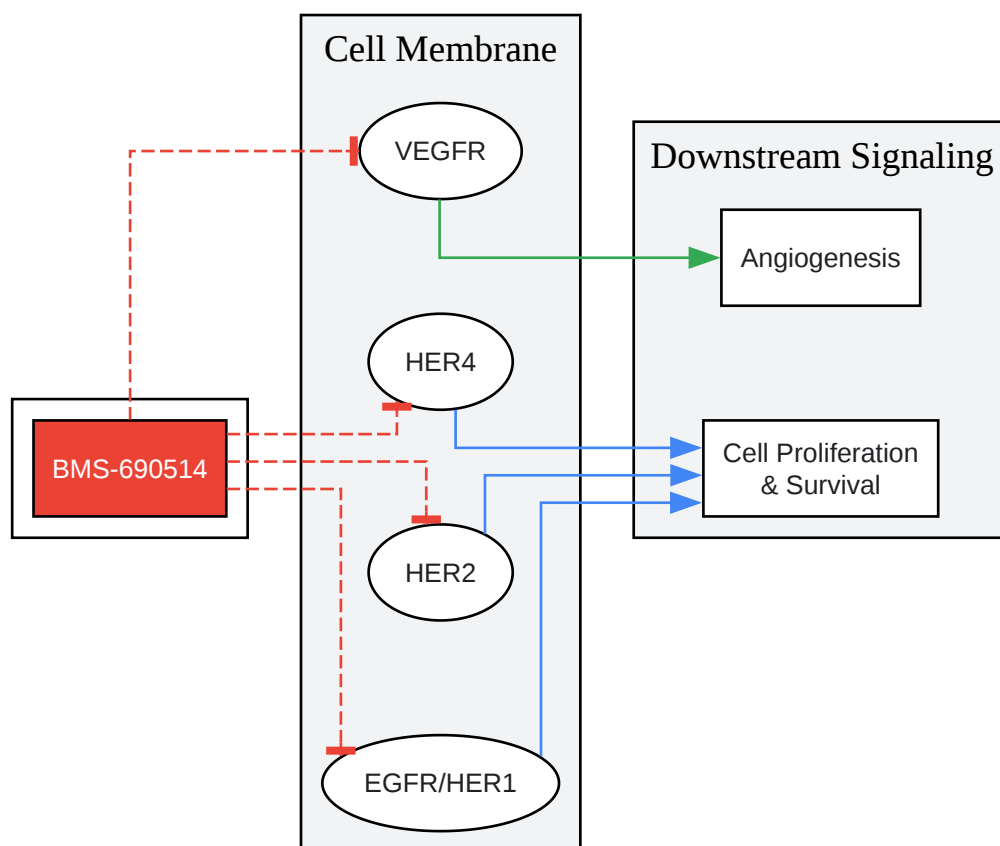 Cell Membrane
VEGFR
Downstream Signaling
Angiogenesis
HER4
BMS-690514
Cell Proliferation
& Survival
HER2
EGFR/HER1